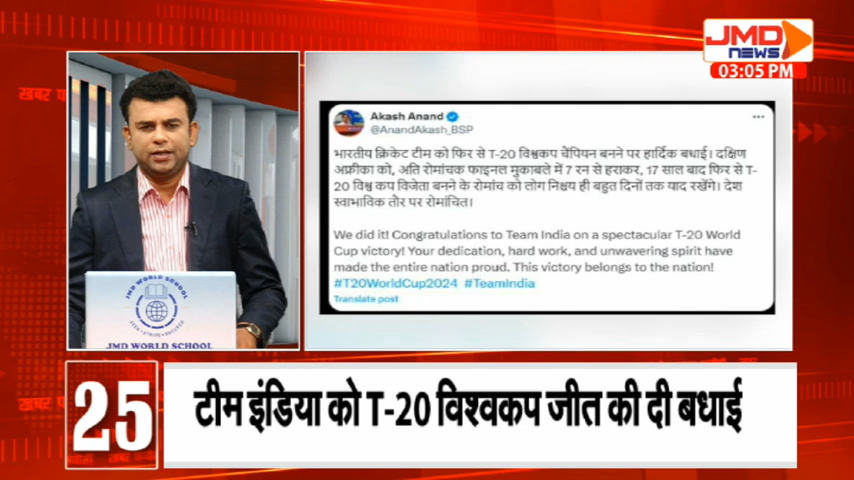 JMD
NEWS
03:05 PM
Akash Anand
@AnandAkash_BSP
भारतीय क्रिकेट टीम को फिर से T-20 विश्वकप चैंपियन बनने पर हार्दिक बधाई। दक्षिण
अफ्रीका को, अति रोमांचक फाइनल मुकाबले में 7 रन से हराकर, 17 साल बाद फिर से T-
20 विश्व कप विजेता बनने के रोमांच को लोग निश्चय ही बहुत दिनों तक याद रखेंगे। देश
स्वाभाविक तौर पर रोमांचित।
We did it! Congratulations to Team India on a spectacular T-20 World
Cup victory! Your dedication, hard work, and unwavering spirit have
made the entire nation proud. This victory belongs to the nation!
#T20WorldCup2024 #TeamIndia
Translate post
JMD WORLD SCHOOL
JMD WORLD SCHOOL
25
टीम इंडिया को T-20 विश्वकप जीत की दी बधाई